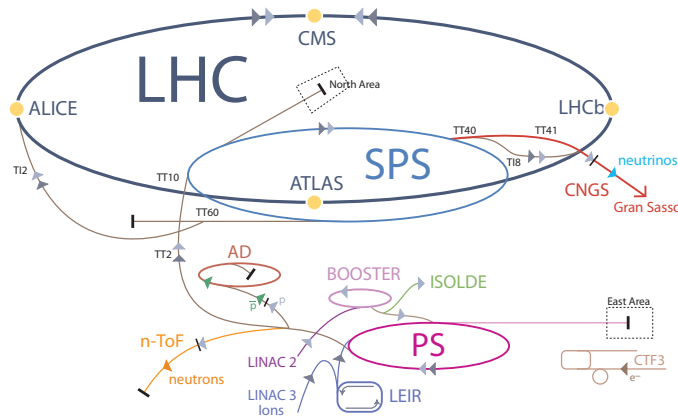 CMS
LHC
North Area
ALICE
LHCb
TT40
TT41
SPS
TI8
neutrinos
TI2
TT10
ATLAS
CNGS
Gran Sasso
TT60
TT2
AD
BOOSTER
ISOLDE
p
p
East Area
n-ToF
LINAC 2
PS
neutrons
CTF3
e-
LINAC 3
Ions
LEIR